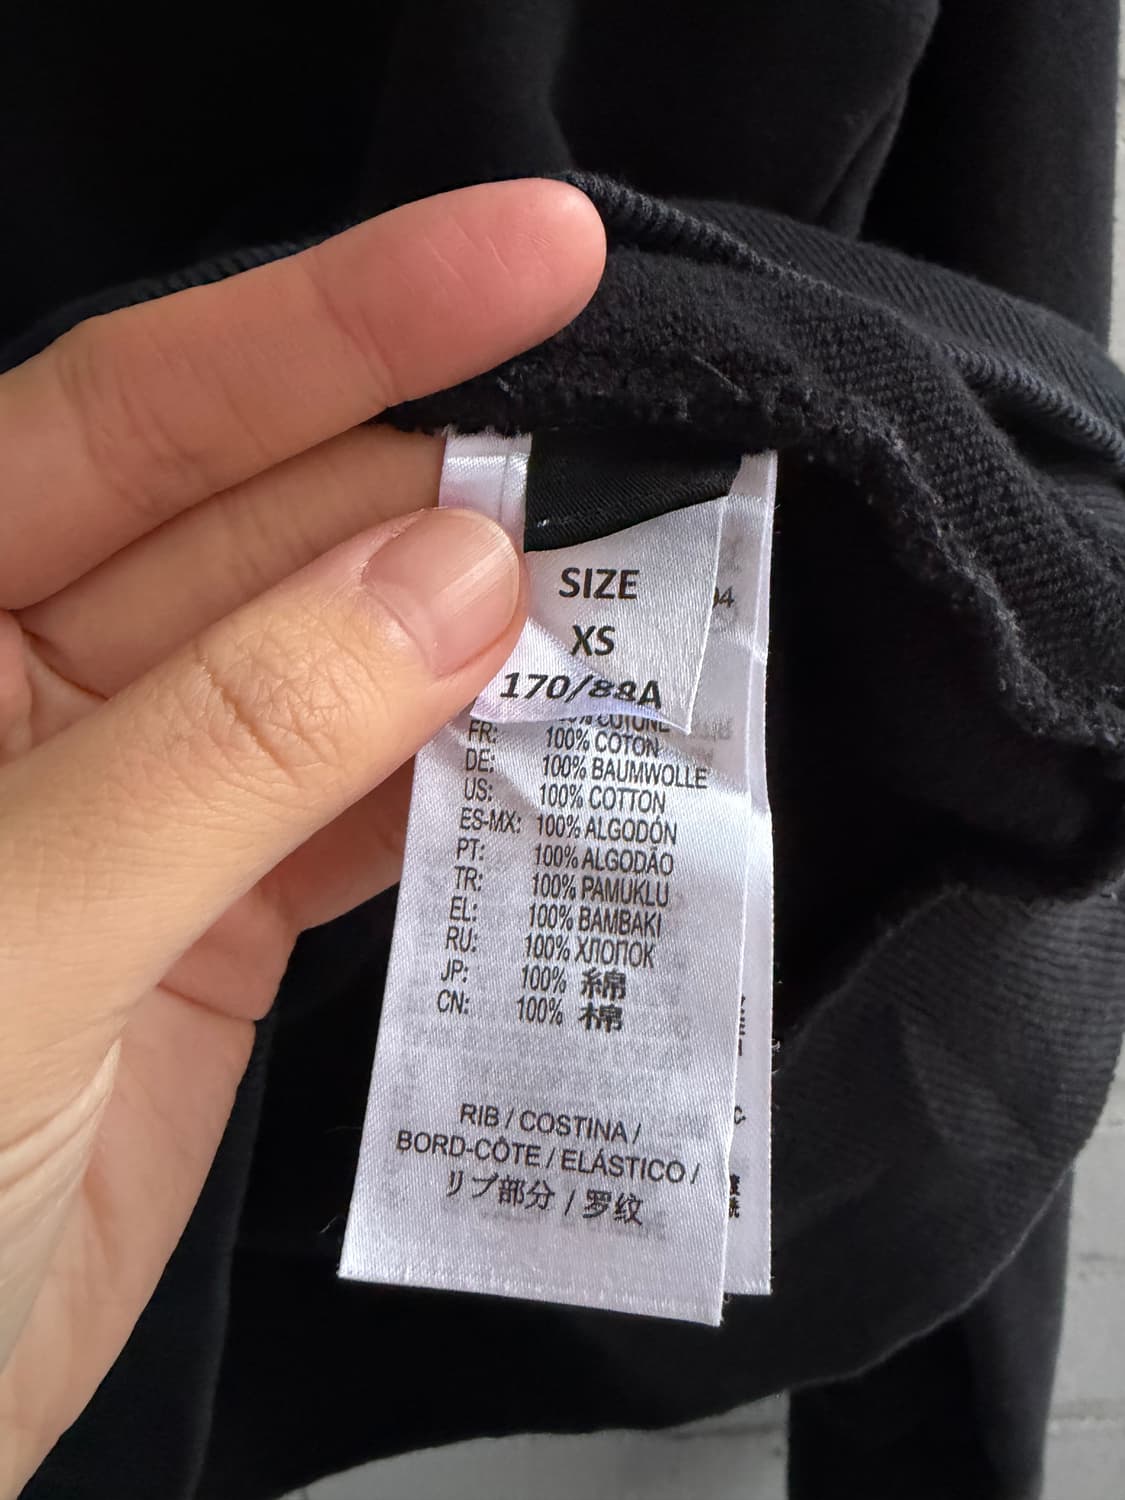 SIZE
XS
170/88A
100% COTONE
FR: 100% COTON
DE: 100% BAUMWOLLE
US: 100% COTTON
ES-MX: 100% ALGODÓN
PT: 100% ALGODÃO
TR: 100% PAMUKLU
EL: 100% BAMBAKI
RU: 100% ХЛОПОК
JP: 100% 綿
CN: 100% 棉
RIB / COSTINA /
BORD-CÔTE / ELÁSTICO /
リブ部分 / 罗纹